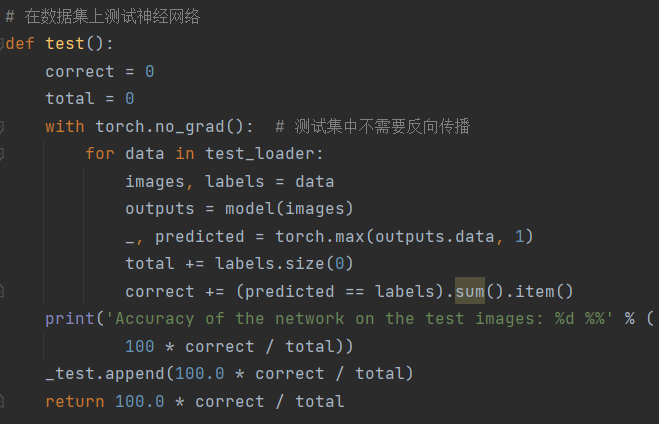 # 在数据集上测试神经网络
def test():
    correct = 0
    total = 0
    with torch.no_grad():  # 测试集中不需要反向传播
        for data in test_loader:
            images, labels = data
            outputs = model(images)
            _, predicted = torch.max(outputs.data, 1)
            total += labels.size(0)
            correct += (predicted == labels).sum().item()
    print('Accuracy of the network on the test images: %d %%' % (
            100 * correct / total))
    _test.append(100.0 * correct / total)
    return 100.0 * correct / total